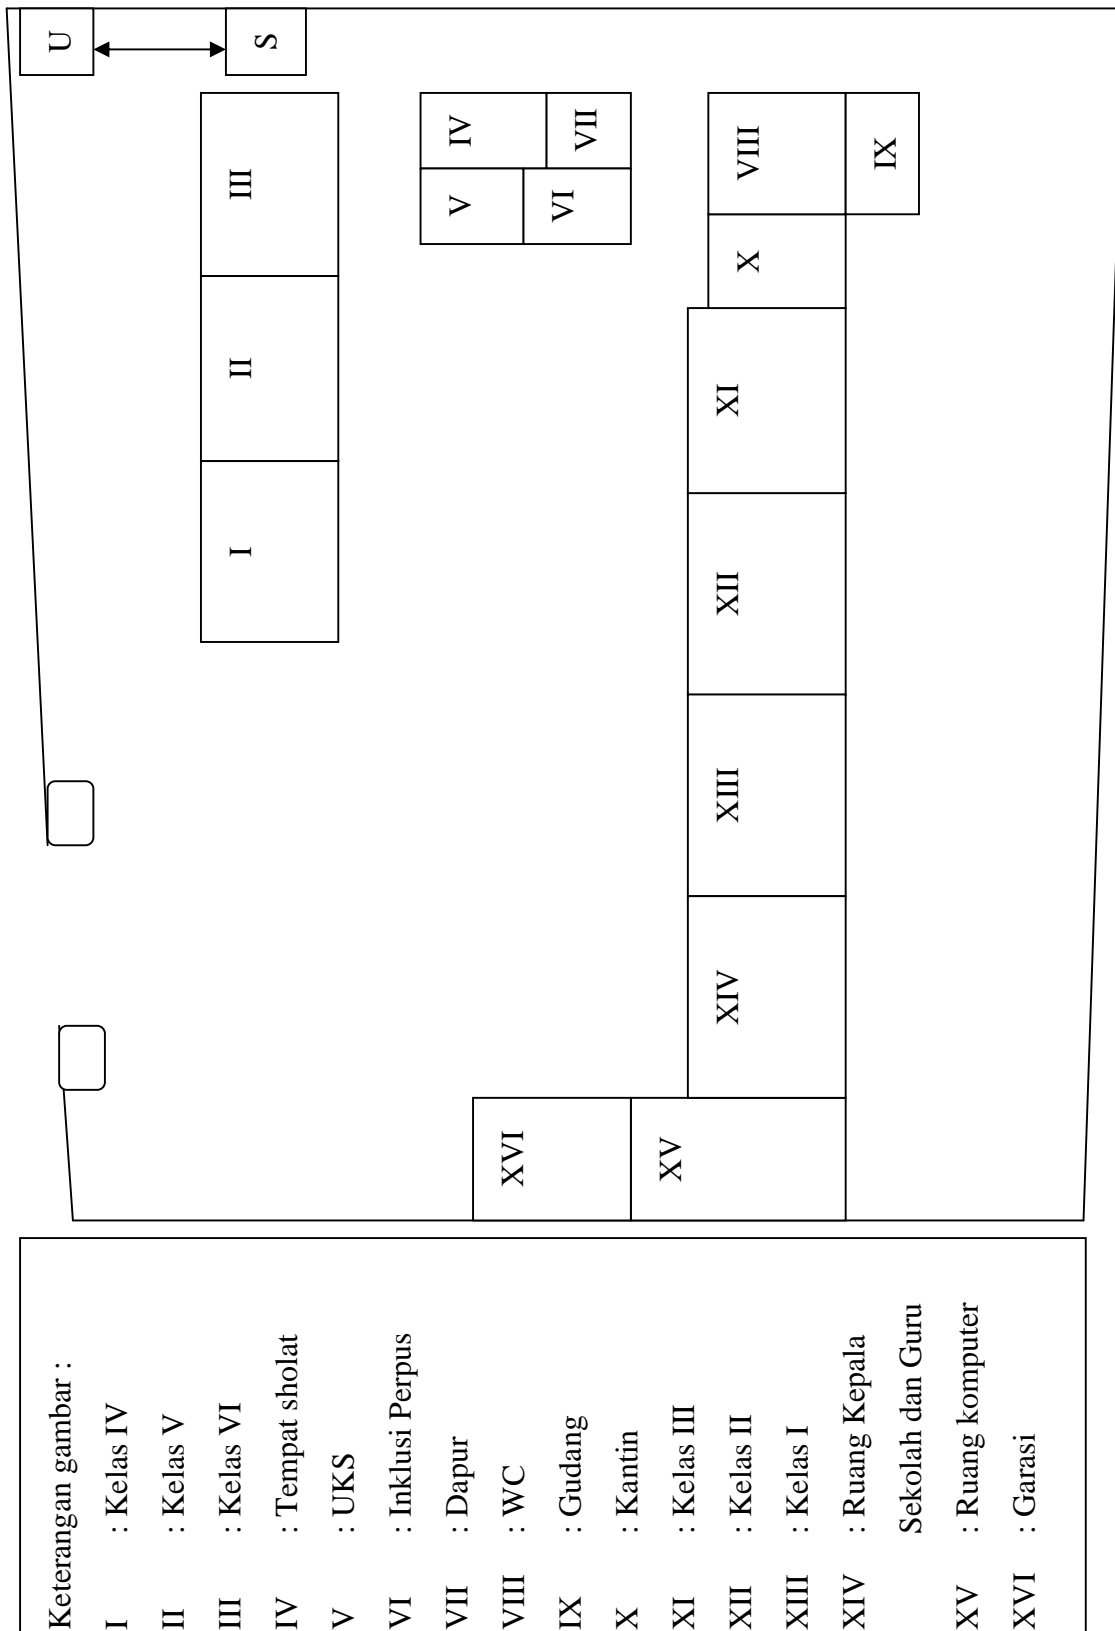 U
S
III
II
I
IV
VII
V
VI
VIII
IX
X
XI
XII
XIII
XIV
XVI
XV
Keterangan gambar :
I : Kelas IV
II : Kelas V
III : Kelas VI
IV : Tempat sholat
V : UKS
VI : Inklusi Perpus
VII : Dapur
VIII : WC
IX : Gudang
X : Kantin
XI : Kelas III
XII : Kelas II
XIII : Kelas I
XIV : Ruang Kepala
Sekolah dan Guru
XV : Ruang komputer
XVI : Garasi